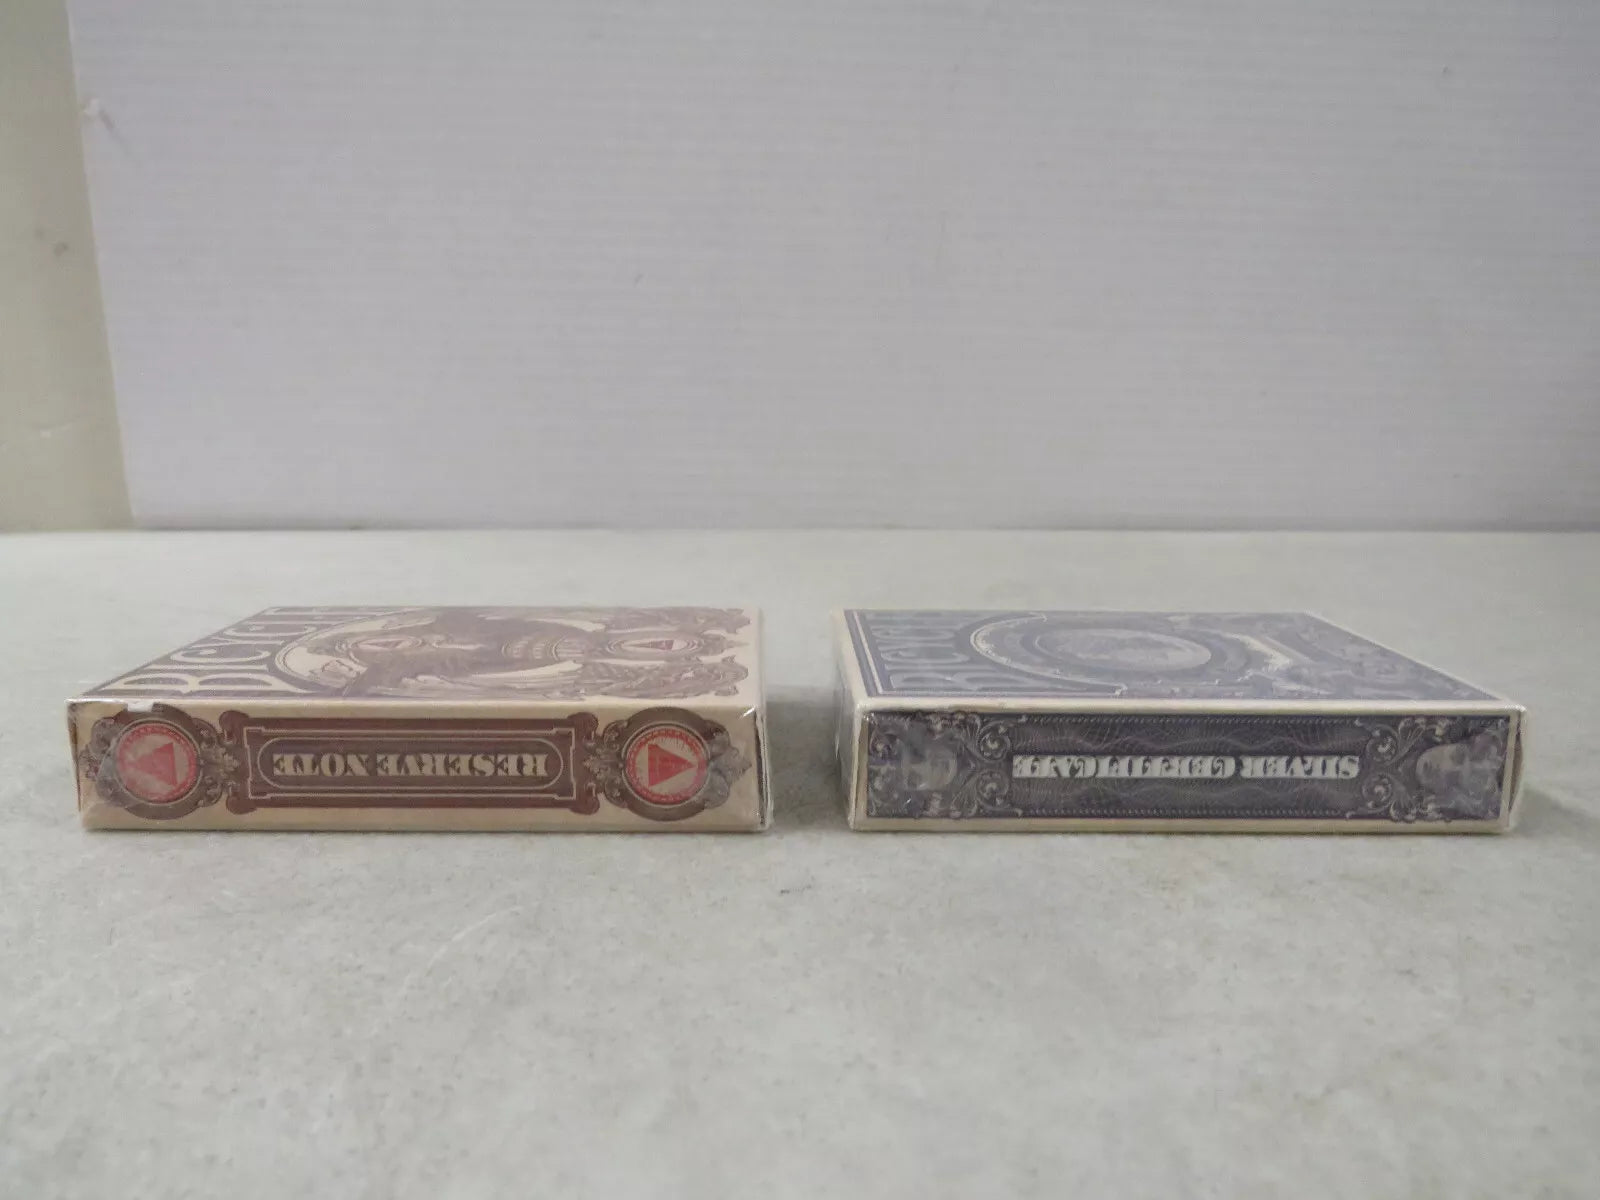 BICYCLE
RESERVE NOTE
BICYCLE
SILVER CERTIFICATE